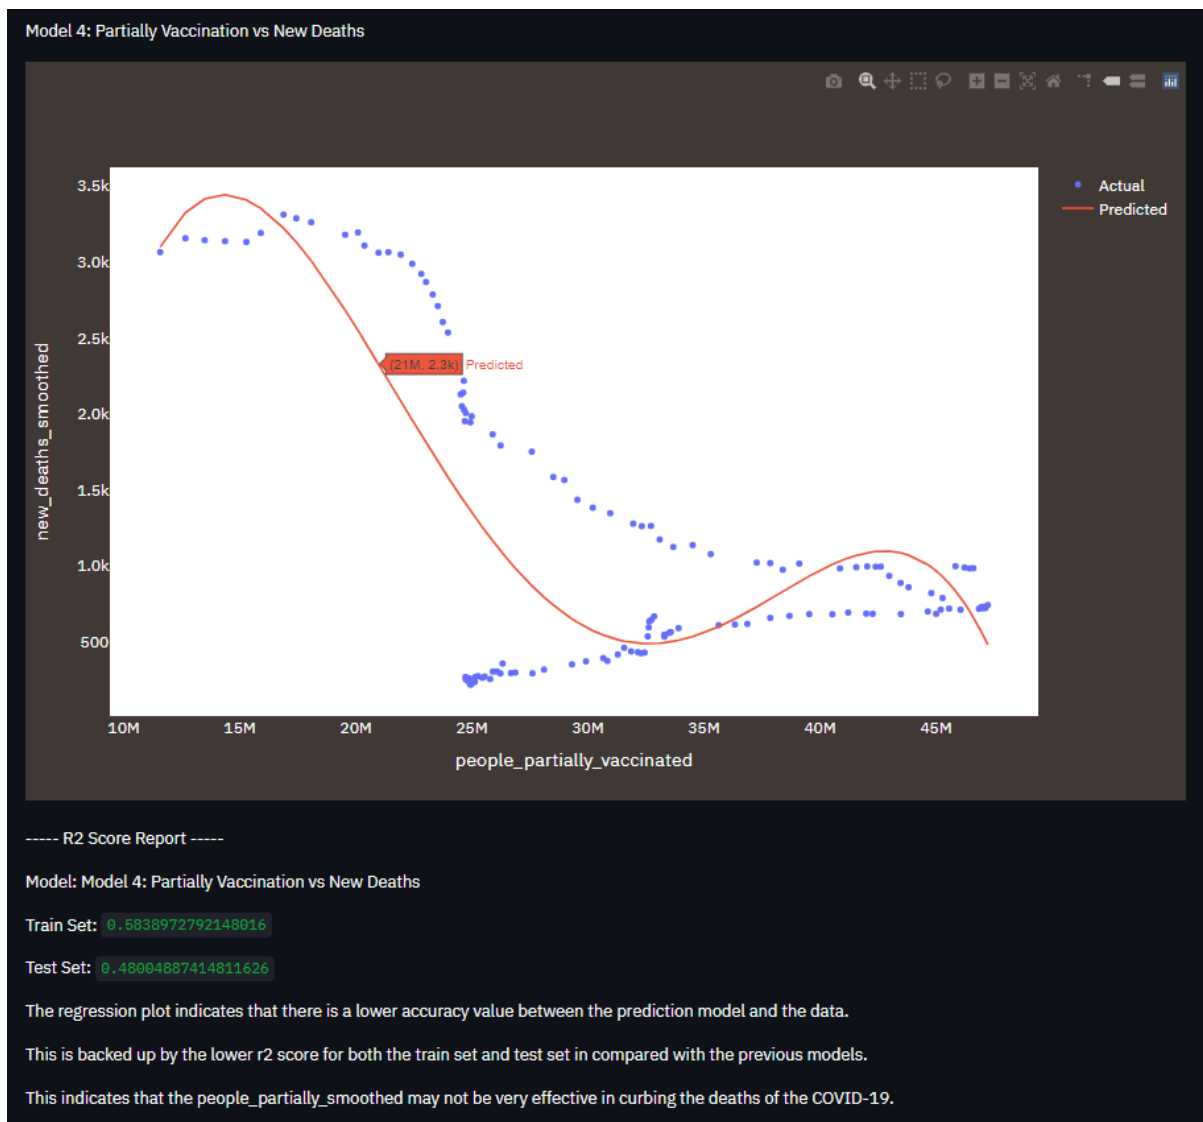 Model 4: Partially Vaccination vs New Deaths
3.5k
3.0k
2.5k
2.0k
1.5k
1.0k
500
new_deaths_smoothed
(21M, 2.3k) Predicted
Actual
Predicted
10M 15M 20M 25M 30M 35M 40M 45M
people_partially_vaccinated
----- R2 Score Report -----
Model: Model 4: Partially Vaccination vs New Deaths
Train Set: 0.5838972792148016
Test Set: 0.48004887414811626
The regression plot indicates that there is a lower accuracy value between the prediction model and the data.
This is backed up by the lower r2 score for both the train set and test set in compared with the previous models.
This indicates that the people_partially_smoothed may not be very effective in curbing the deaths of the COVID-19.